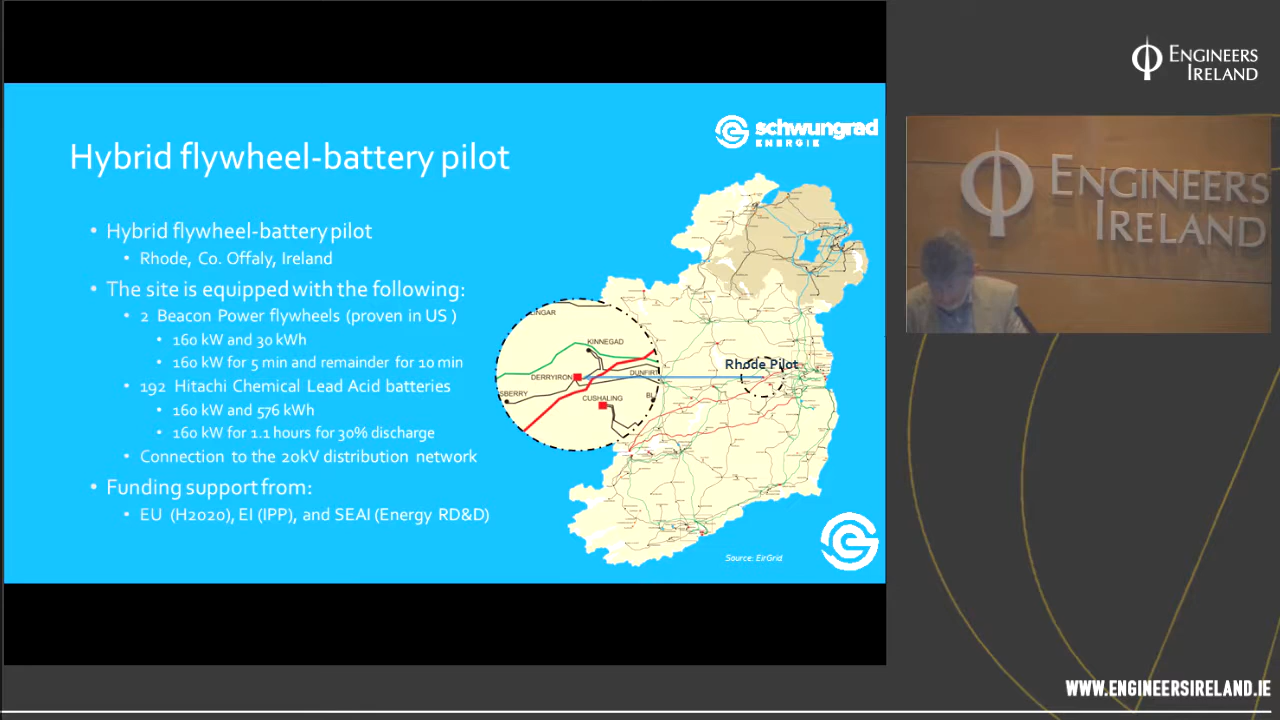 ENGINEERS
IRELAND
schwungrad
ENERGIE
Hybrid flywheel-battery pilot
• Hybrid flywheel-battery pilot
• Rhode, Co. Offaly, Ireland
• The site is equipped with the following:
• 2 Beacon Power flywheels (proven in US )
• 160 kW and 30 kWh
• 160 kW for 5 min and remainder for 10 min
• 192 Hitachi Chemical Lead Acid batteries
• 160 kW and 576 kWh
• 160 kW for 1.1 hours for 30% discharge
• Connection to the 20kV distribution network
• Funding support from:
• EU (H2020), EI (IPP), and SEAI (Energy RD&D)
KINNEGAD
DERRYIRON
DUNFIRT
SBERRY
CUSHALING
Rhode Pilot
Source: EirGrid
ENGINEERS
IRELAND
WWW.ENGINEERSIRELAND.IE